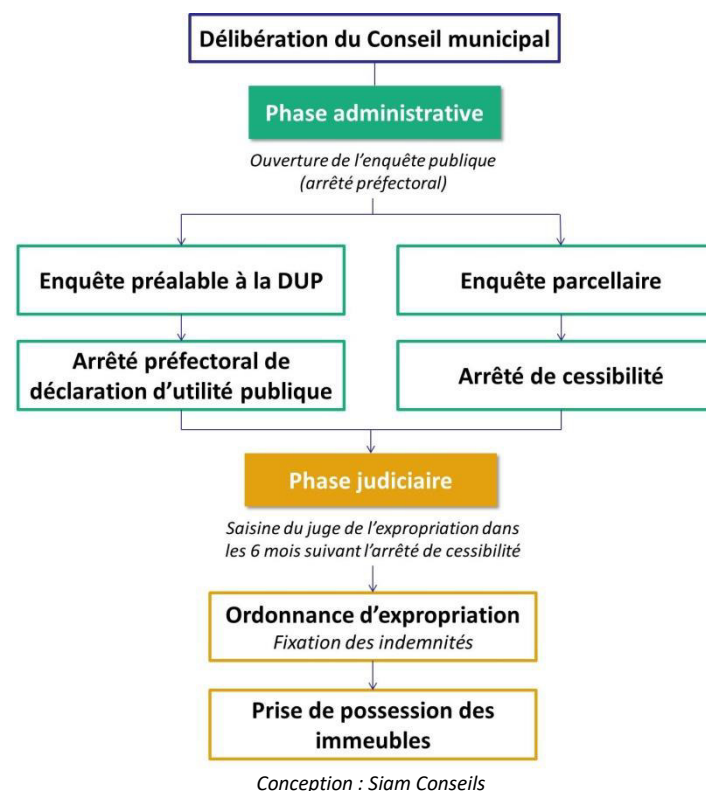 Délibération du Conseil municipal
Phase administrative
Ouverture de l'enquête publique
(arrêté préfectoral)
Enquête préalable à la DUP
Enquête parcellaire
Arrêté préfectoral de
déclaration d'utilité publique
Arrêté de cessibilité
Phase judiciaire
Saisine du juge de l'expropriation dans
les 6 mois suivant l'arrêté de cessibilité
Ordonnance d'expropriation
Fixation des indemnités
Prise de possession des
immeubles
Conception : Siam Conseils